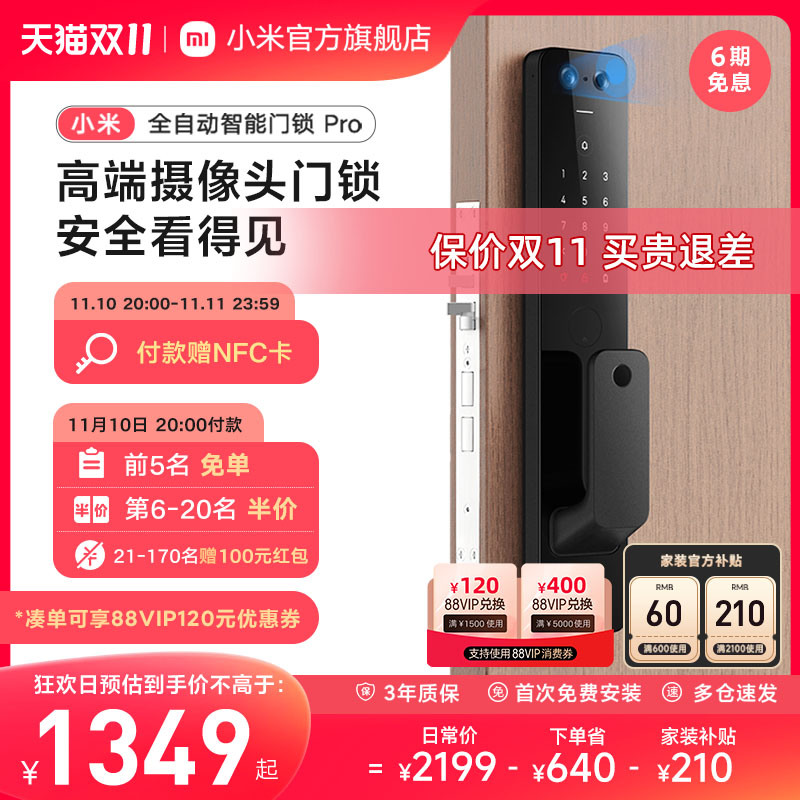 天猫双11
小米官方旗舰店
6期
免息
小米 全自动智能门锁 Pro
高端摄像头门锁
安全看得见
1 2 3
4 5 6
保价双11 买贵退差
11.10 20:00-11.11 23:59
付款赠NFC卡
11月10日 20:00付款
前5名 免单
半价 第6-20名 半价
21-170名赠100元红包
*凑单可享88VIP120元优惠券
¥120
88VIP兑换
满¥1500使用
¥400
88VIP兑换
满¥5000使用
支持使用88VIP消费券
家装官方补贴
RMB
60
满600使用
RMB
210
满2100使用
狂欢日预估到手价不高于:
¥1349起
保 3年质保
免 首次免费安装
速 多仓速发
日常价 下单省 家装补贴
= ¥2199 - ¥640 - ¥210